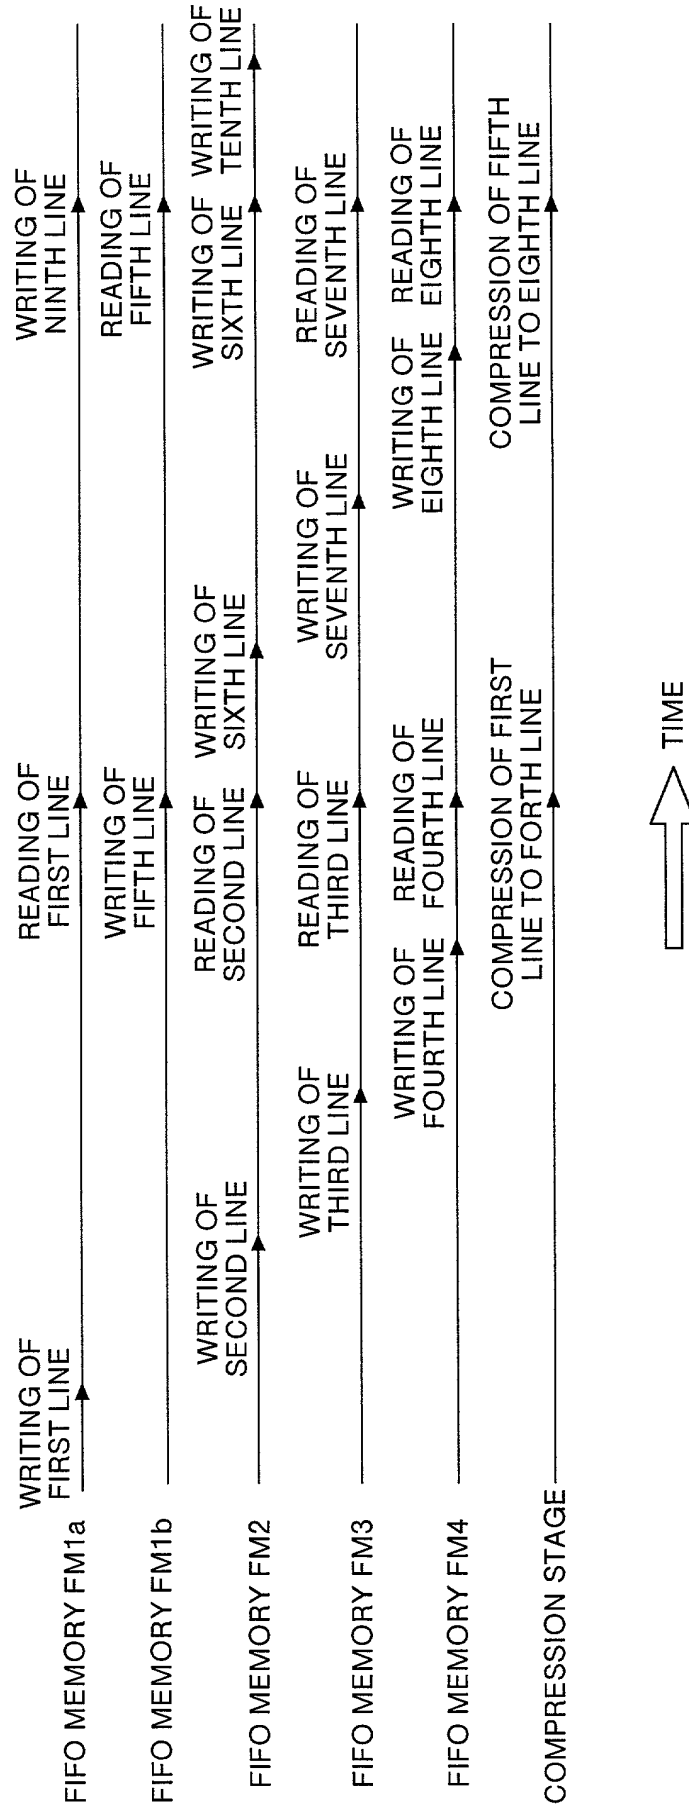 FIFO MEMORY FM1a
WRITING OF
FIRST LINE
READING OF
FIRST LINE
WRITING OF
NINTH LINE
FIFO MEMORY FM1b
WRITING OF
FIFTH LINE
READING OF
FIFTH LINE
FIFO MEMORY FM2
WRITING OF
SECOND LINE
READING OF
SECOND LINE
WRITING OF
SIXTH LINE
WRITING OF
SIXTH LINE
WRITING OF
TENTH LINE
FIFO MEMORY FM3
WRITING OF
THIRD LINE
READING OF
THIRD LINE
WRITING OF
SEVENTH LINE
READING OF
SEVENTH LINE
FIFO MEMORY FM4
WRITING OF
FOURTH LINE
READING OF
FOURTH LINE
WRITING OF
EIGHTH LINE
READING OF
EIGHTH LINE
COMPRESSION STAGE
COMPRESSION OF FIRST
LINE TO FORTH LINE
COMPRESSION OF FIFTH
LINE TO EIGHTH LINE
TIME